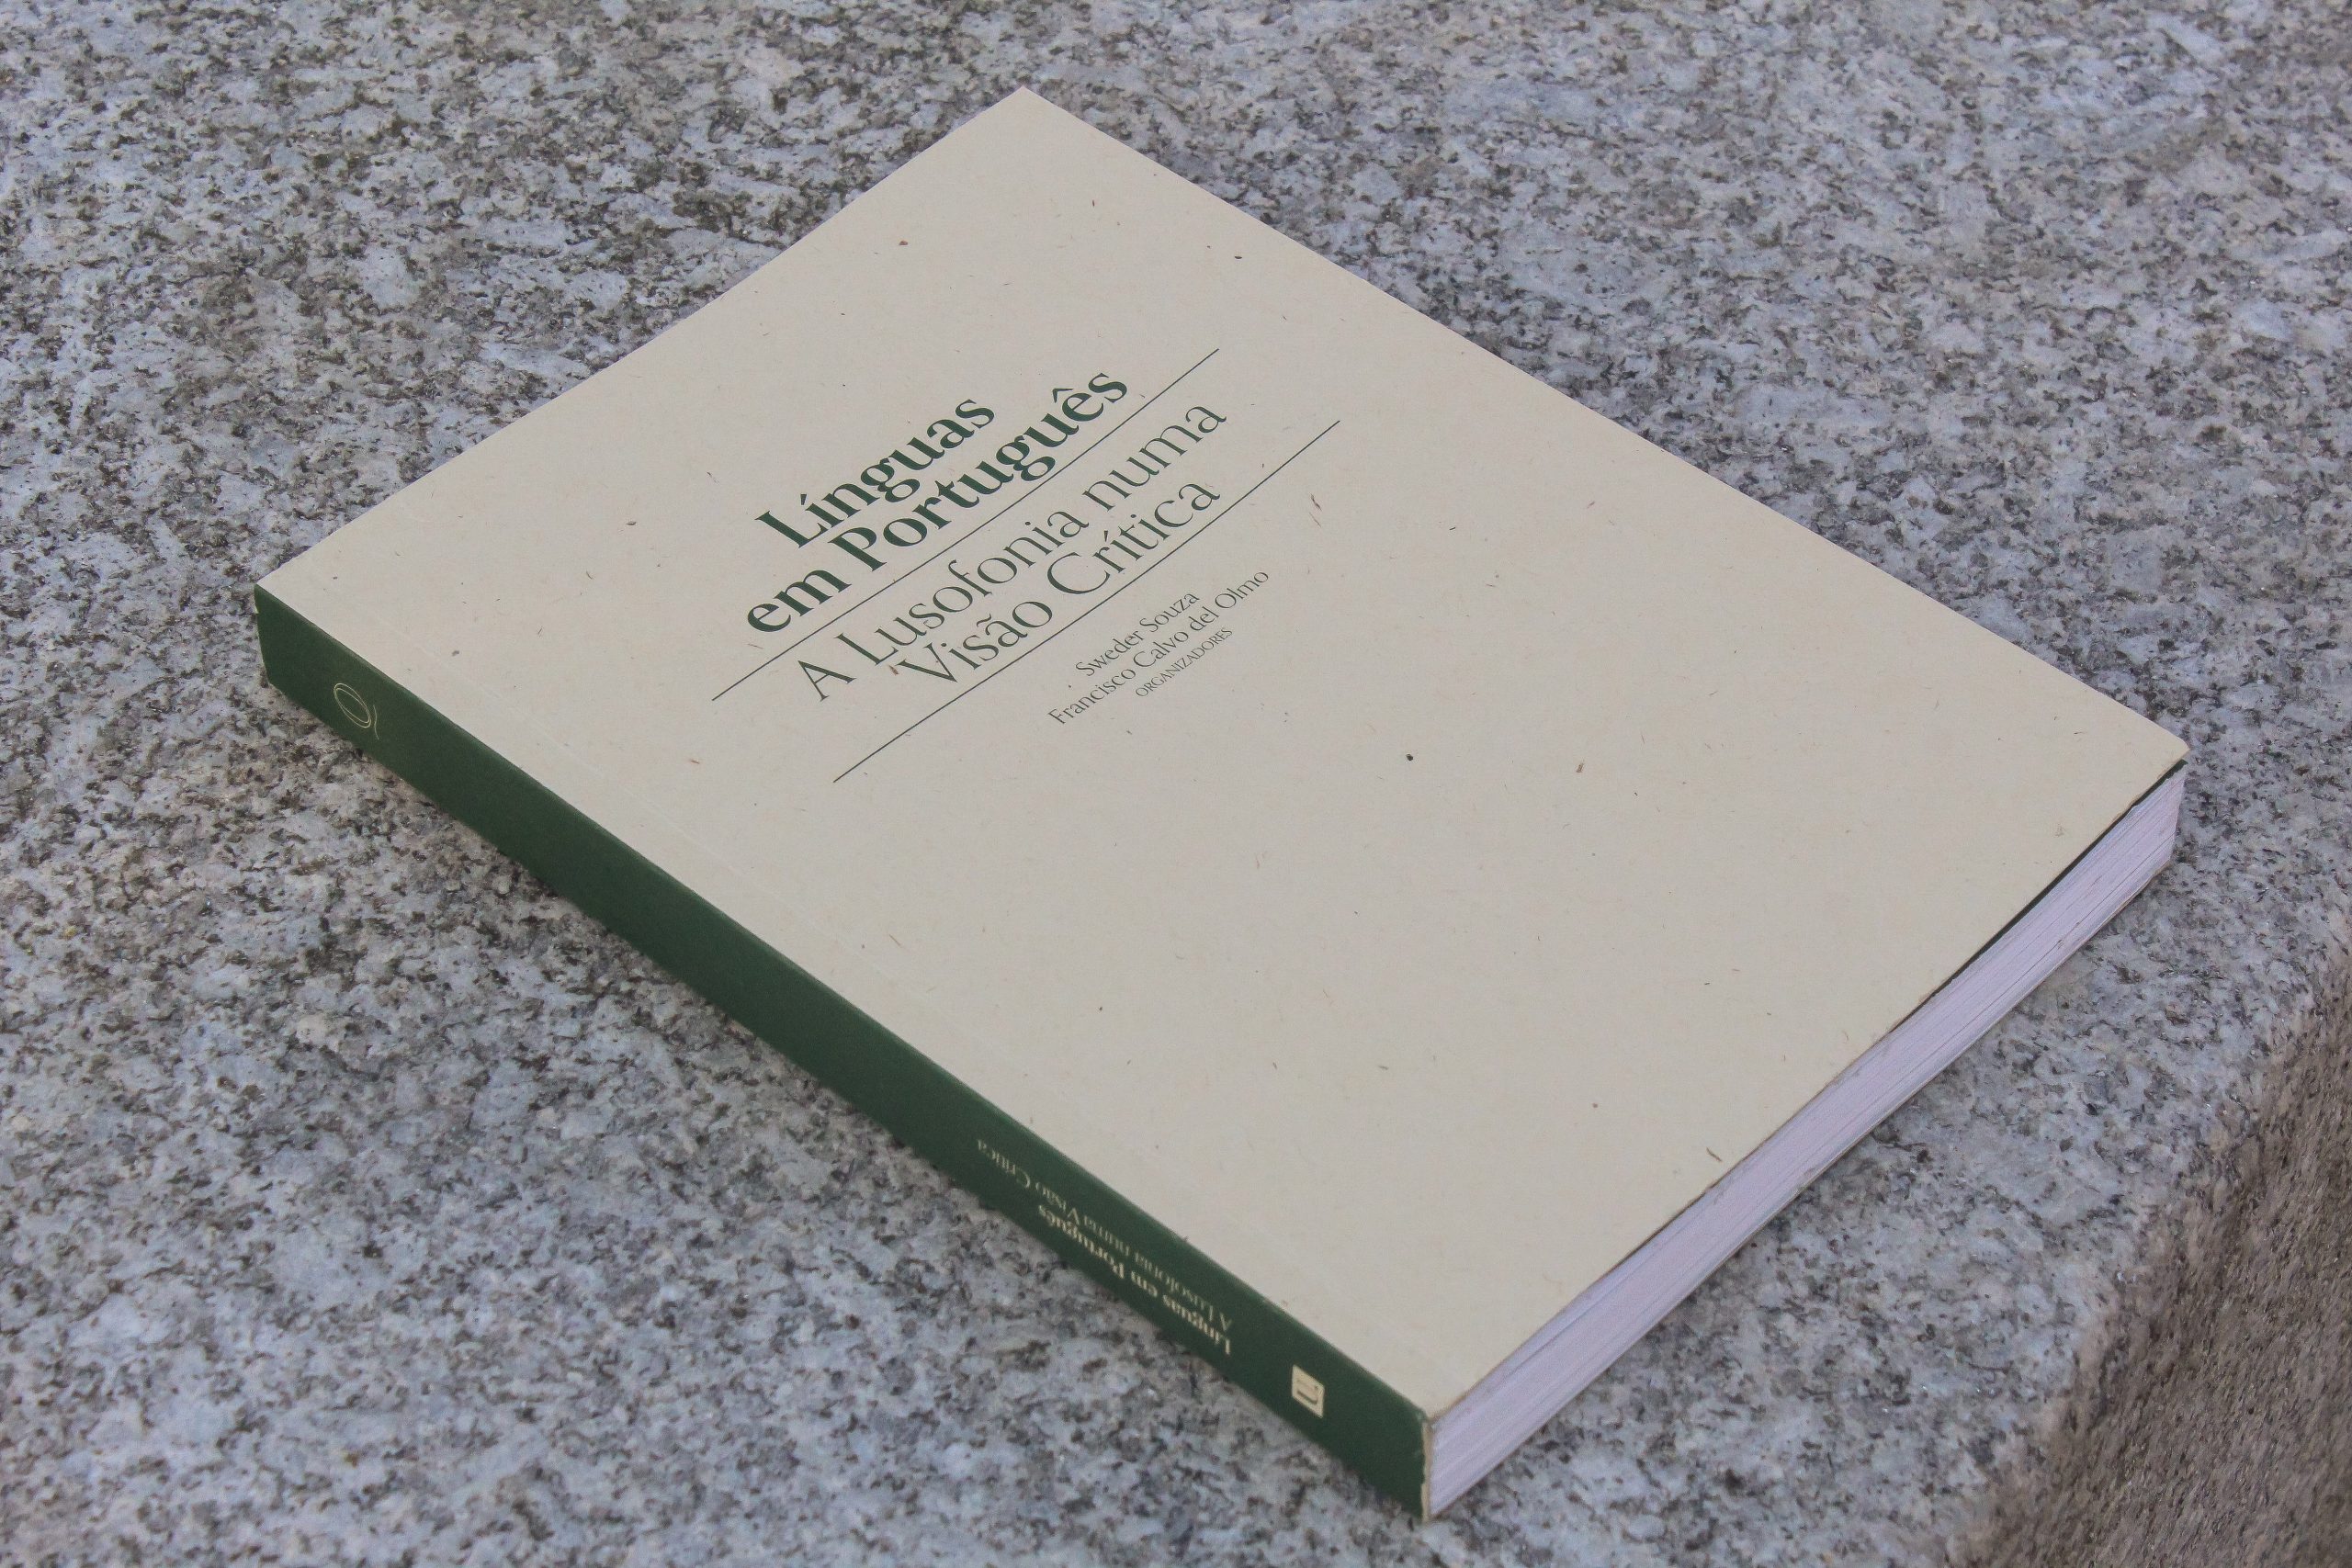 Línguas
em Português
A Lusofonia numa
Visão Crítica
Sweder Souza
Francisco Calvo del Olmo
ORGANIZADORES
Línguas em Português
A Lusofonia numa Visão Crítica